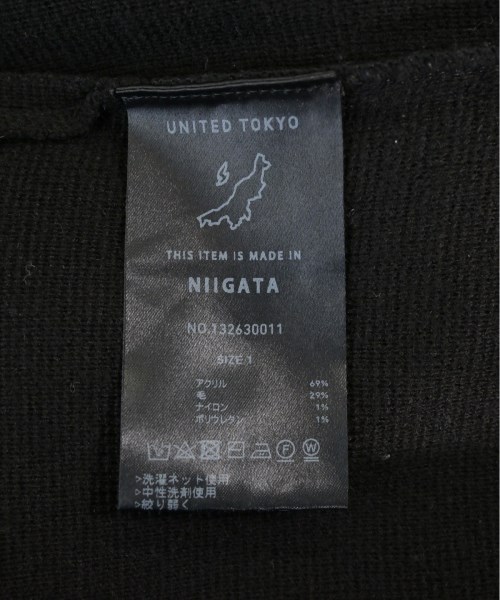 UNITED TOKYO
THIS ITEM IS MADE IN
NIIGATA
NO.132630011
SIZE 1
アクリル 69%
毛 29%
ナイロン 1%
ポリウレタン 1%
>洗濯ネット使用
>中性洗剤使用
>絞り弱く